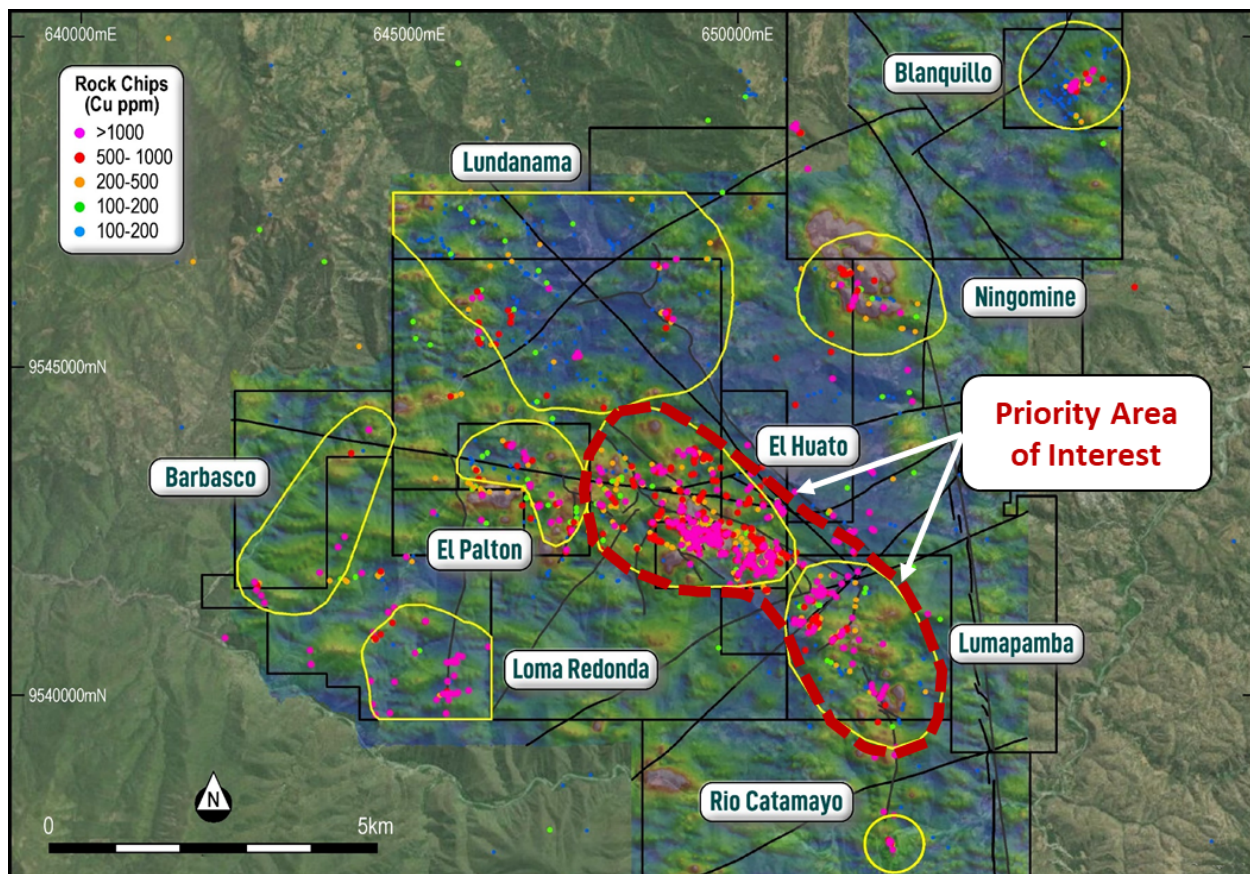 640000mE
645000mE
650000mE
Rock Chips
(Cu ppm)
>1000
500- 1000
200-500
100-200
100-200
Blanquillo
Lundanama
Ningomine
9545000mN
Priority Area
of Interest
El Huato
Barbasco
El Palton
Loma Redonda
Lumapamba
9540000mN
Rio Catamayo
N
0
5km